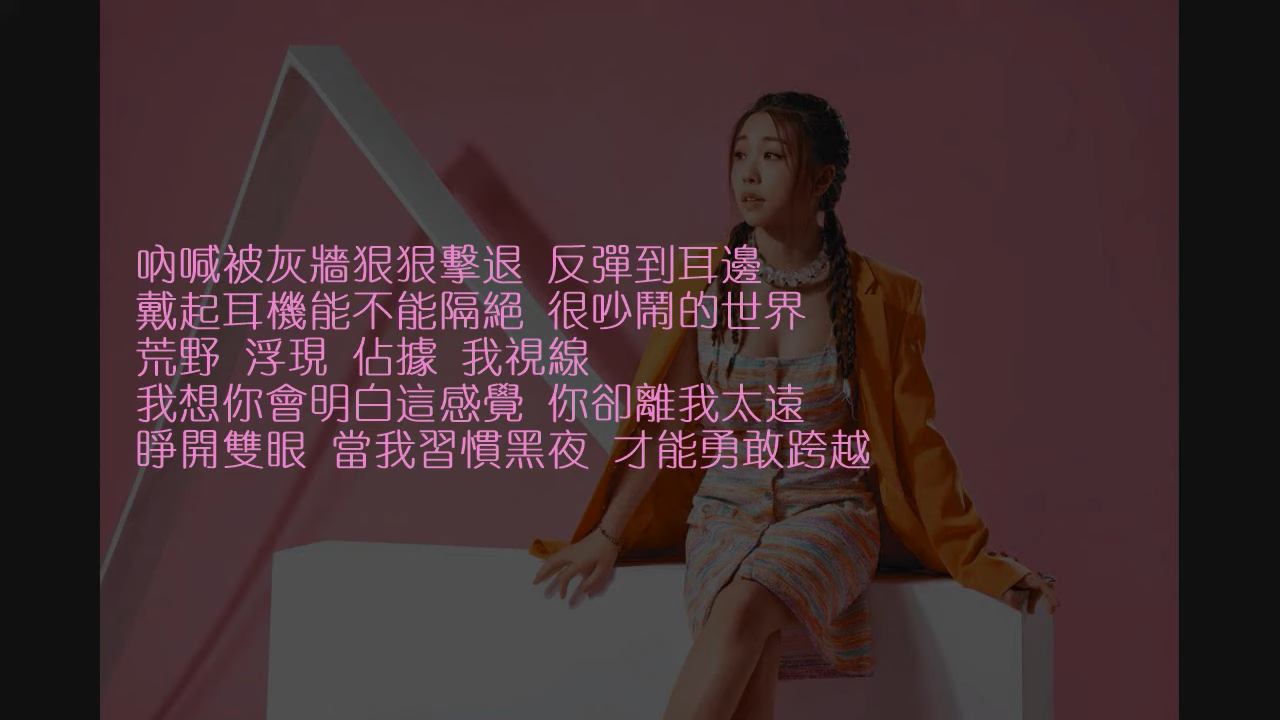 吶喊被灰牆狠狠擊退 反彈到耳邊
戴起耳機能不能隔絕 很吵鬧的世界
荒野 浮現 佔據 我視線
我想你會明白這感覺 你卻離我太遠
睜開雙眼 當我習慣黑夜 才能勇敢跨越